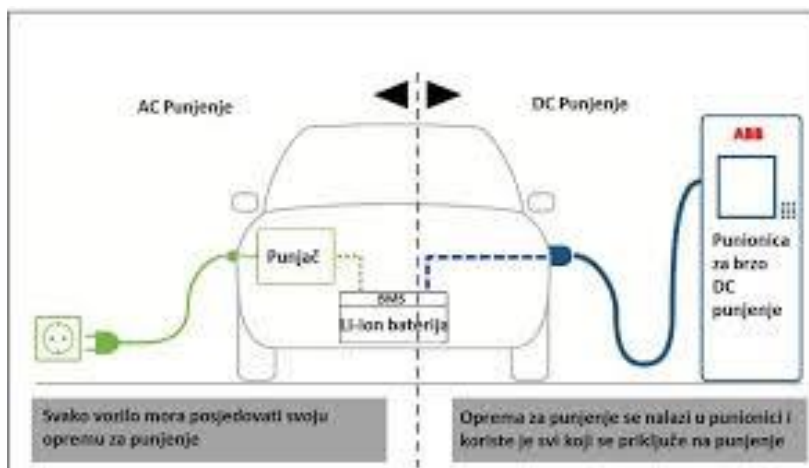 AC Punjenje
DC Punjenje
ABB
Punionica
za brzo
DC
punjenje
Punjač
BMS
Li-ion baterija
Svako vorilo mora posjedovati svoju
opremu za punjenje
Oprema za punjenje se nalazi u punionici i
koriste je svi koji se priključe na punjenje